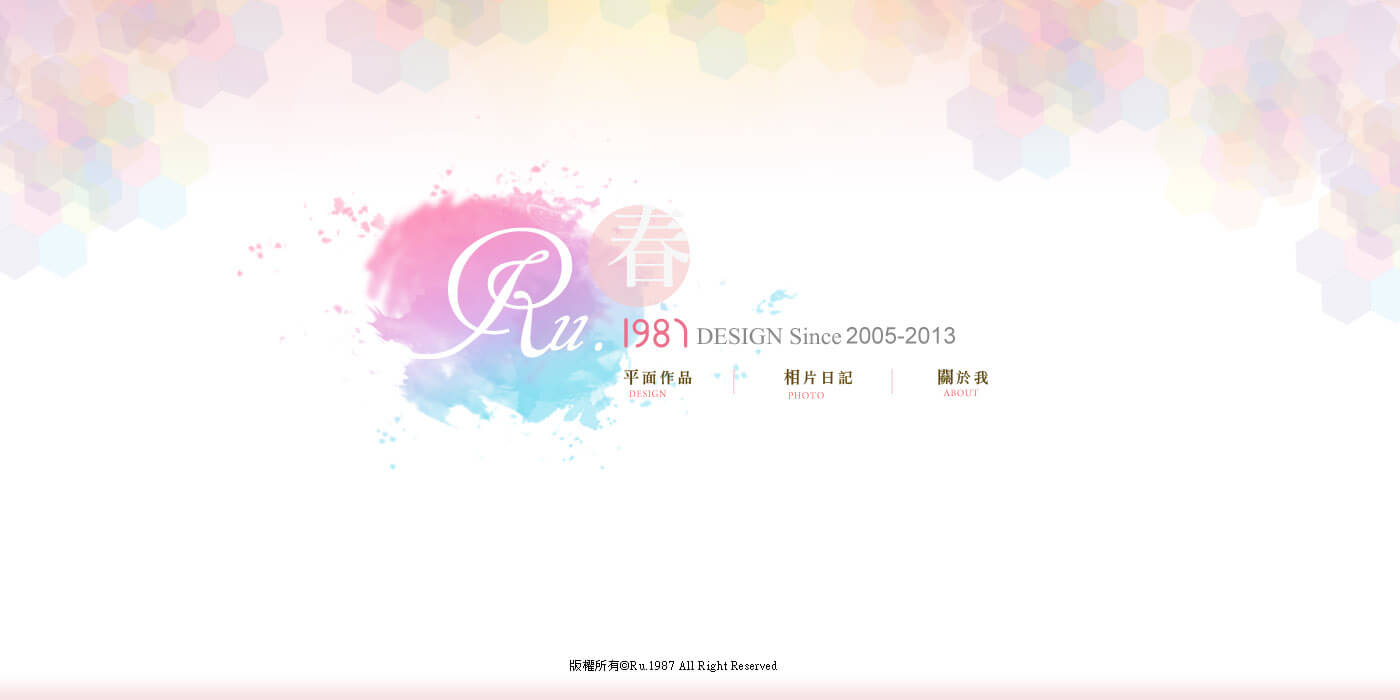 春
Ru.
1987 DESIGN Since 2005-2013
平面作品 相片日記 關於我
DESIGN PHOTO ABOUT
版權所有©Ru.1987 All Right Reserved